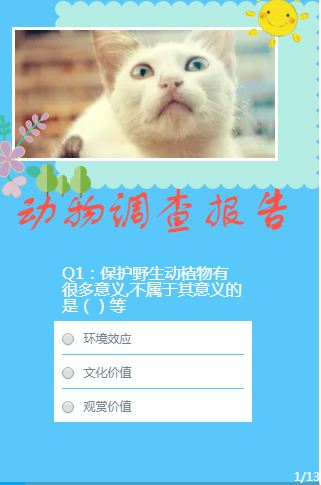 动物调查报告
Q1：保护野生动植物有
很多意义,不属于其意义的
是（ ）等
环境效应
文化价值
观赏价值
1/13